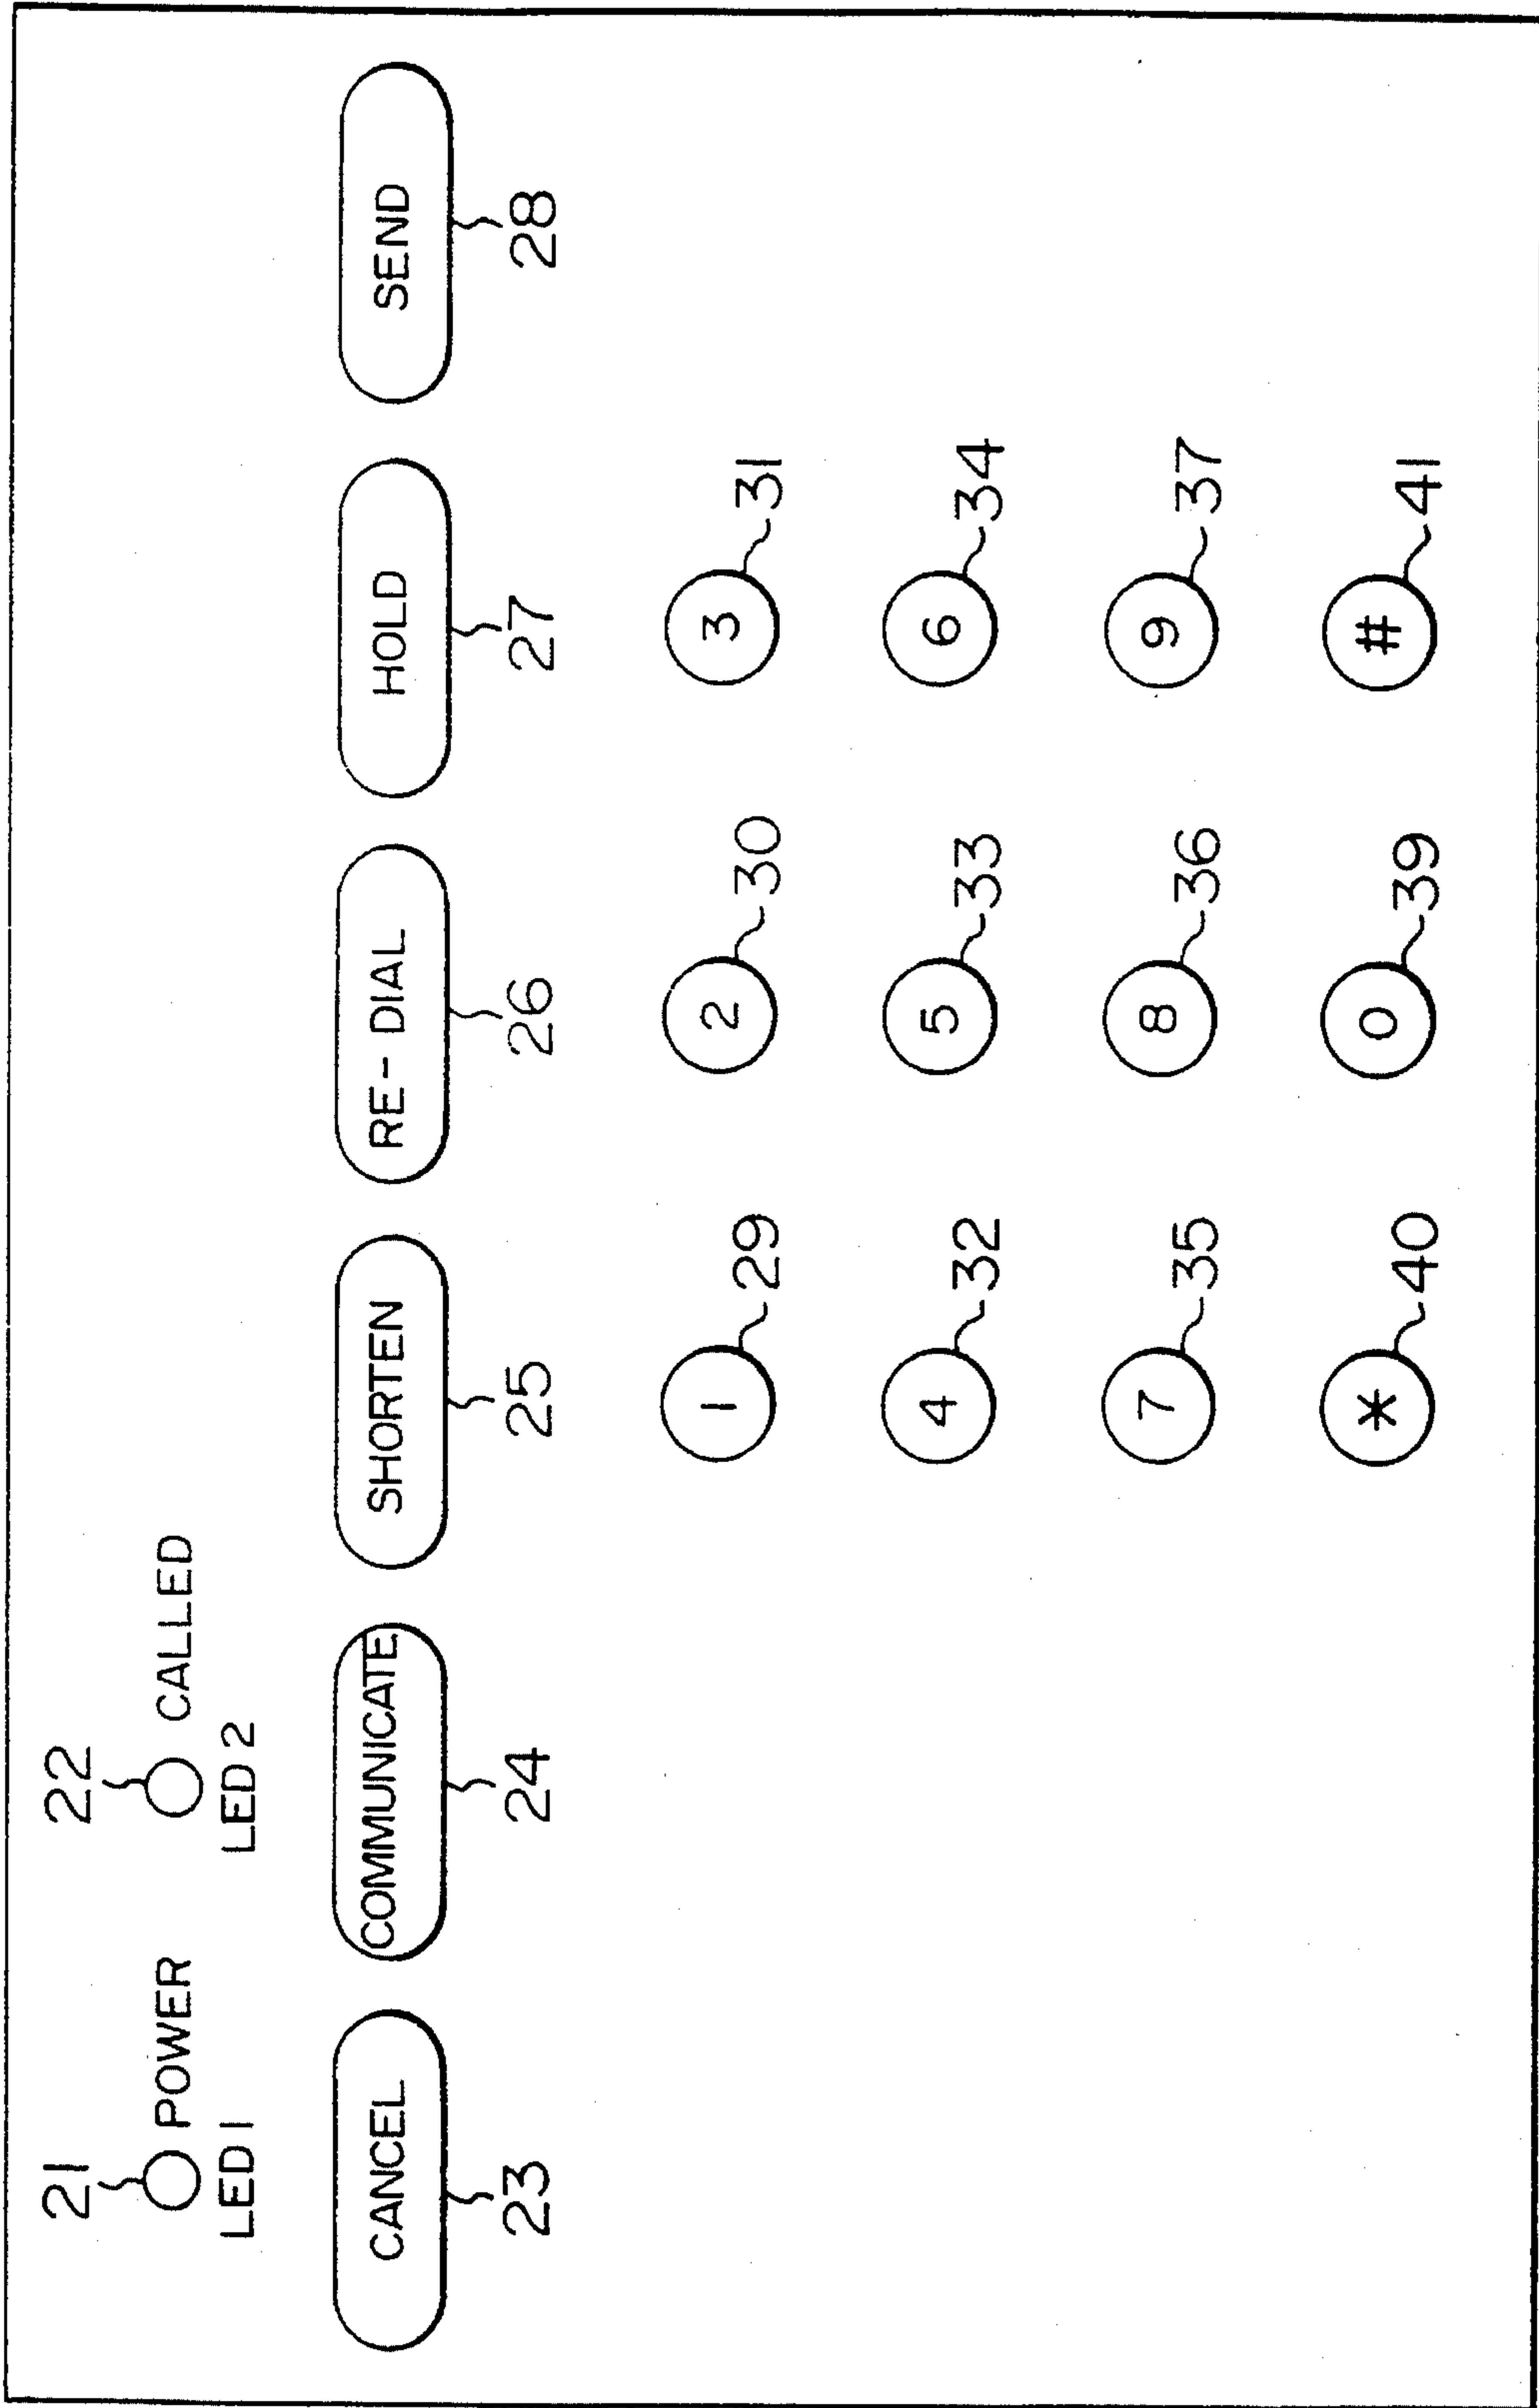 21 22
POWER CALLED
LED 1 LED 2
CANCEL COMMUNICATE SHORTEN RE-DIAL HOLD SEND
23 24 25 26 27 28
1 29 2 30 3 31
4 32 5 33 6 34
7 35 8 36 9 37
* 40 0 39 # 41